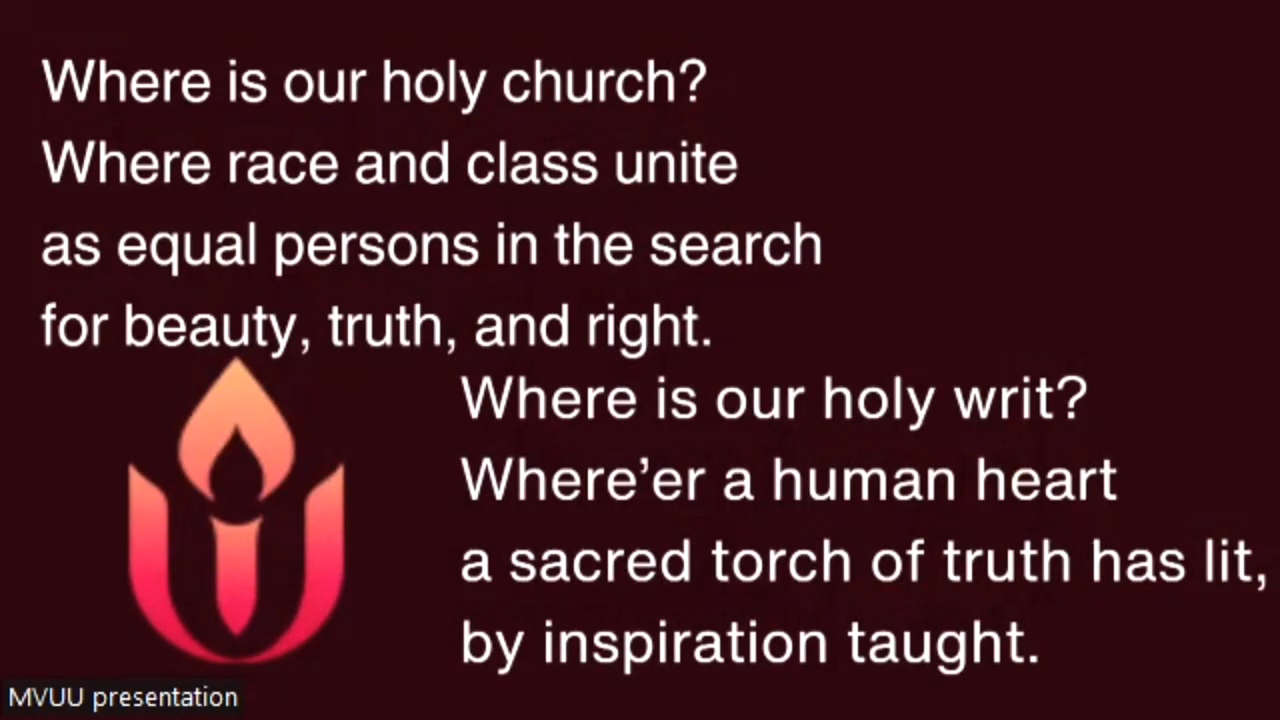 Where is our holy church?
Where race and class unite
as equal persons in the search
for beauty, truth, and right.
Where is our holy writ?
Where’er a human heart
a sacred torch of truth has lit,
by inspiration taught.
MVUU presentation